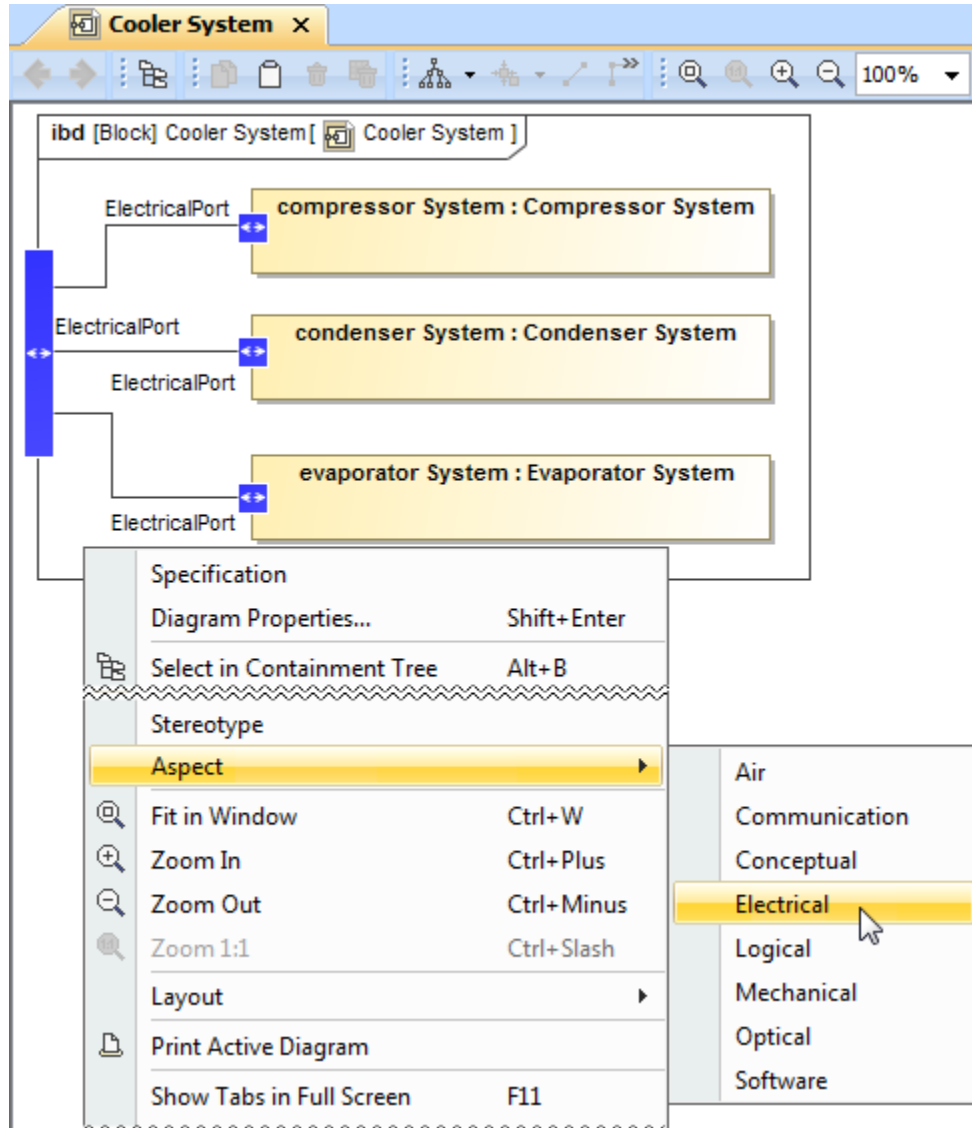 Cooler System
100%
ibd [Block] Cooler System[ Cooler System ]
ElectricalPort
compressor System : Compressor System
ElectricalPort
condenser System : Condenser System
ElectricalPort
evaporator System : Evaporator System
ElectricalPort
Specification
Diagram Properties... Shift+Enter
Select in Containment Tree Alt+B
Stereotype
Aspect
Air
Fit in Window Ctrl+W
Communication
Zoom In Ctrl+Plus
Conceptual
Zoom Out Ctrl+Minus
Electrical
Zoom 1:1 Ctrl+Slash
Logical
Layout
Mechanical
Print Active Diagram
Optical
Show Tabs in Full Screen F11
Software